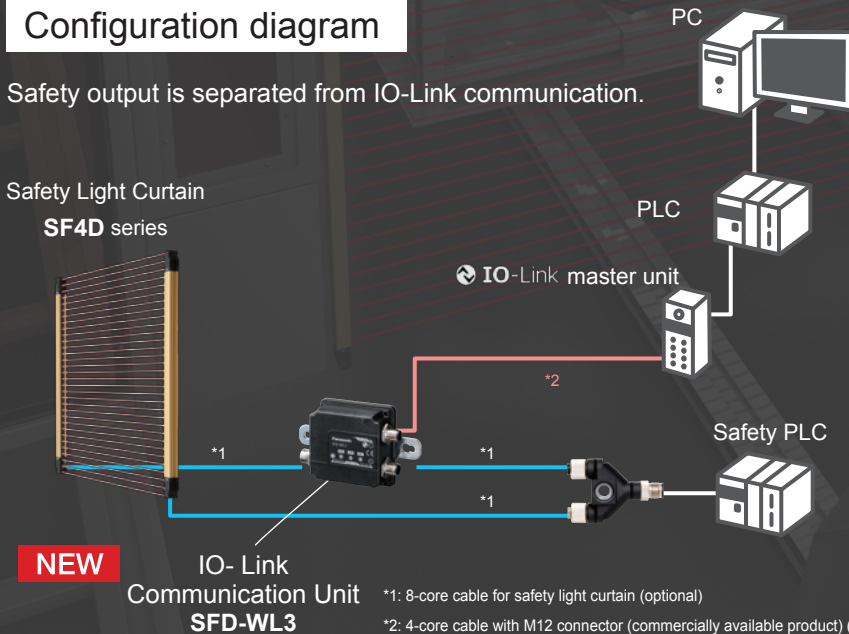 Configuration diagram
Safety output is separated from IO-Link communication.
PC
Safety Light Curtain
SF4D series
PLC
IO-Link master unit
*2
Safety PLC
*1
*1
*1
Panasonic
NEW
IO- Link
Communication Unit
SFD-WL3
*1: 8-core cable for safety light curtain (optional)
*2: 4-core cable with M12 connector (commercially available product) (